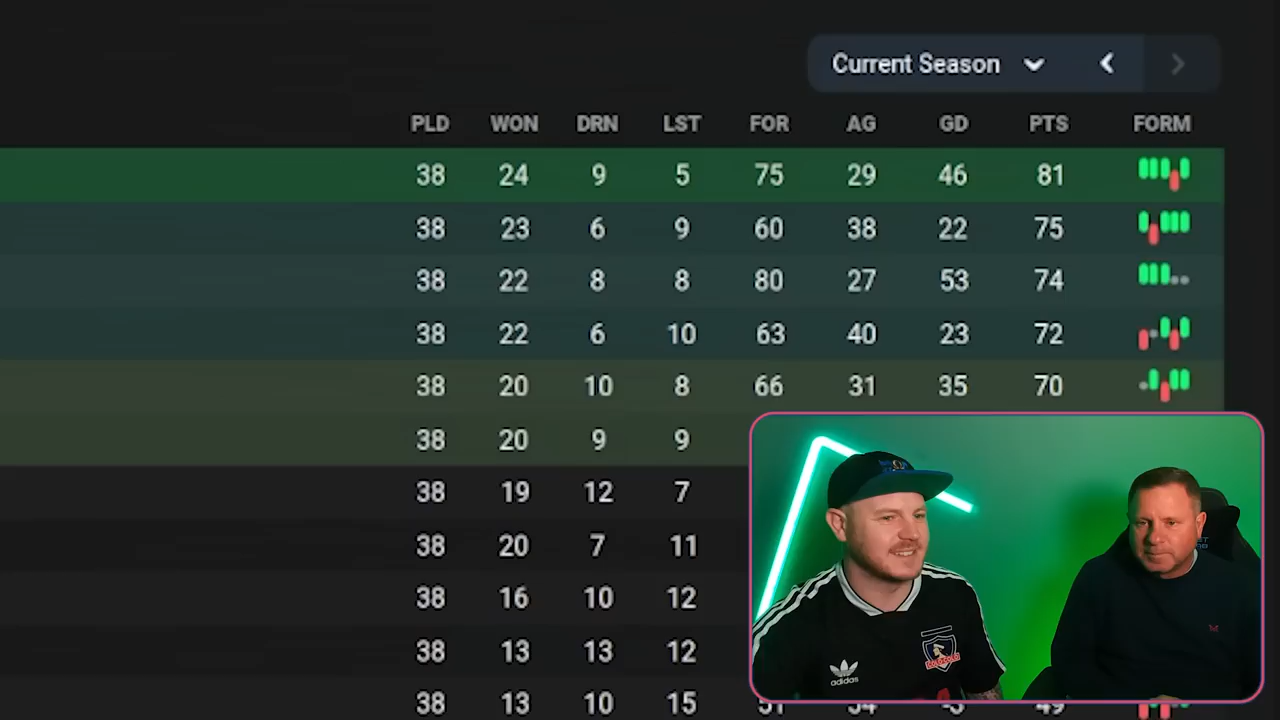 Current Season
PLD WON DRN LST FOR AG GD PTS FORM
38 24 9 5 75 29 46 81
38 23 6 9 60 38 22 75
38 22 8 8 80 27 53 74
38 22 6 10 63 40 23 72
38 20 10 8 66 31 35 70
38 20 9 9
38 19 12 7
38 20 7 11
38 16 10 12
38 13 13 12
38 13 10 15 49
adidas